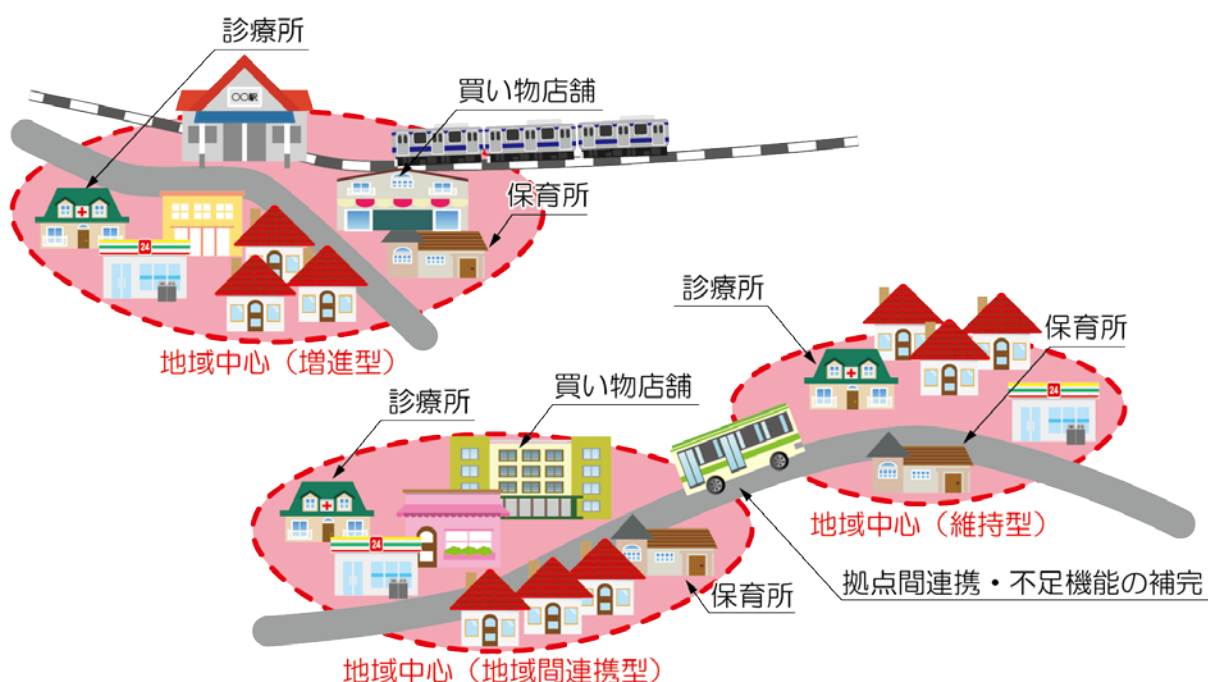 診療所
〇〇駅
買い物店舗
保育所
24
地域中心（増進型）
診療所
保育所
24
地域中心（維持型）
診療所
買い物店舗
24
保育所
拠点間連携・不足機能の補完
地域中心（地域間連携型）